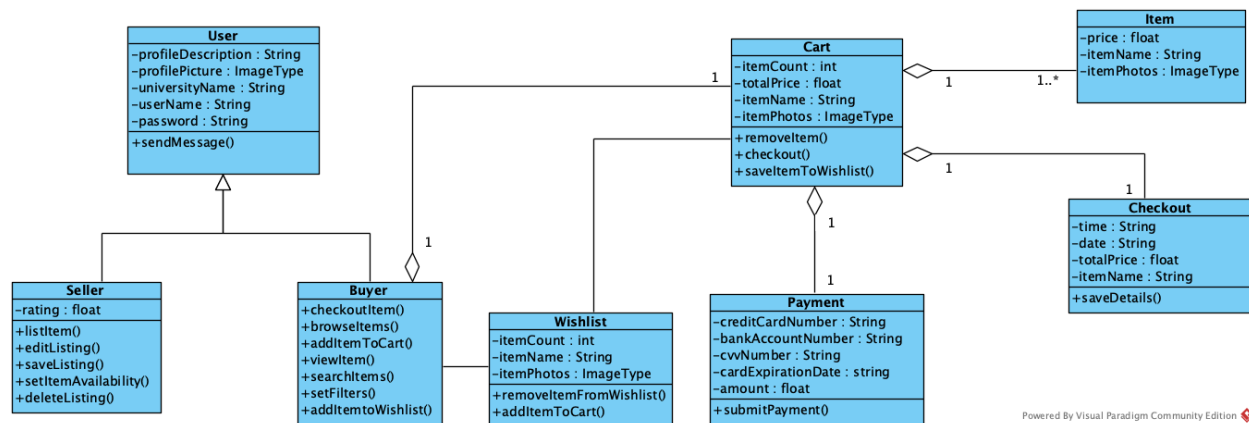 User
-profileDescription : String
-profilePicture : ImageType
-universityName : String
-userName : String
-password : String
+sendMessage()
Seller
-rating : float
+listItem()
+editListing()
+saveListing()
+setItemAvailability()
+deleteListing()
Buyer
+checkoutItem()
+browseItems()
+addItemToCart()
+viewItem()
+searchItems()
+setFilters()
+addItemtoWishlist()
1
1
Wishlist
-itemCount : int
-itemName : String
-itemPhotos : ImageType
+removeItemFromWishlist()
+addItemToCart()
Cart
-itemCount : int
-totalPrice : float
-itemName : String
-itemPhotos : ImageType
+removeItem()
+checkout()
+saveItemToWishlist()
1
1..*
Item
-price : float
-itemName : String
-itemPhotos : ImageType
1
1
Checkout
-time : String
-date : String
-totalPrice : float
-itemName : String
+saveDetails()
1
1
Payment
-creditCardNumber : String
-bankAccountNumber : String
-cvvNumber : String
-cardExpirationDate : string
-amount : float
+submitPayment()
Powered By Visual Paradigm Community Edition